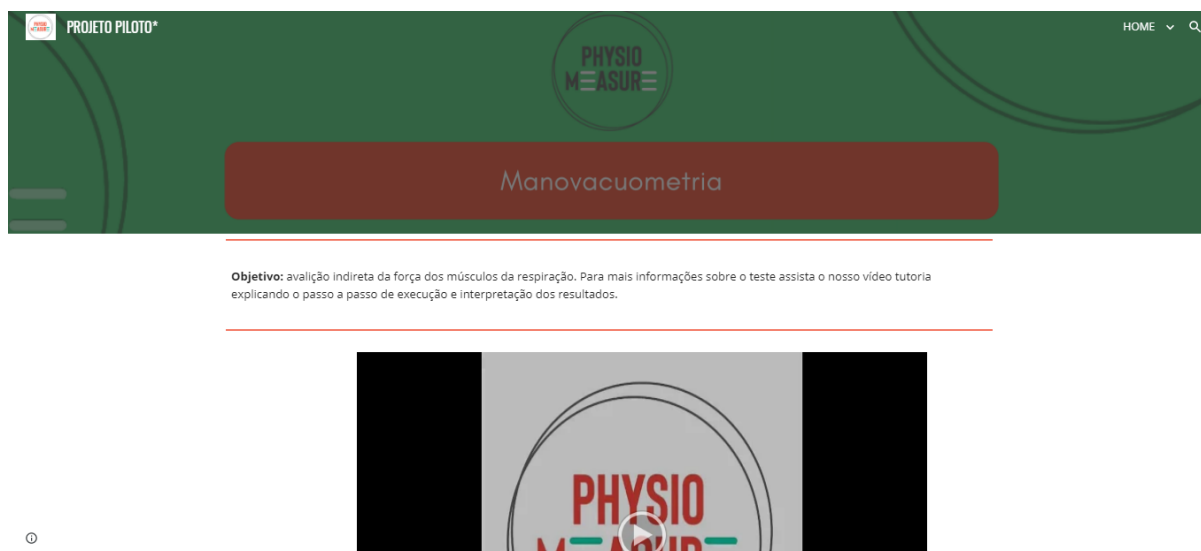 PROJETO PILOTO*
HOME
PHYSIO
MEASURE
Manovacuometria
Objetivo: avalição indireta da força dos músculos da respiração. Para mais informações sobre o teste assista o nosso vídeo tutoria
explicando o passo a passo de execução e interpretação dos resultados.
PHYSIO
MEASURE